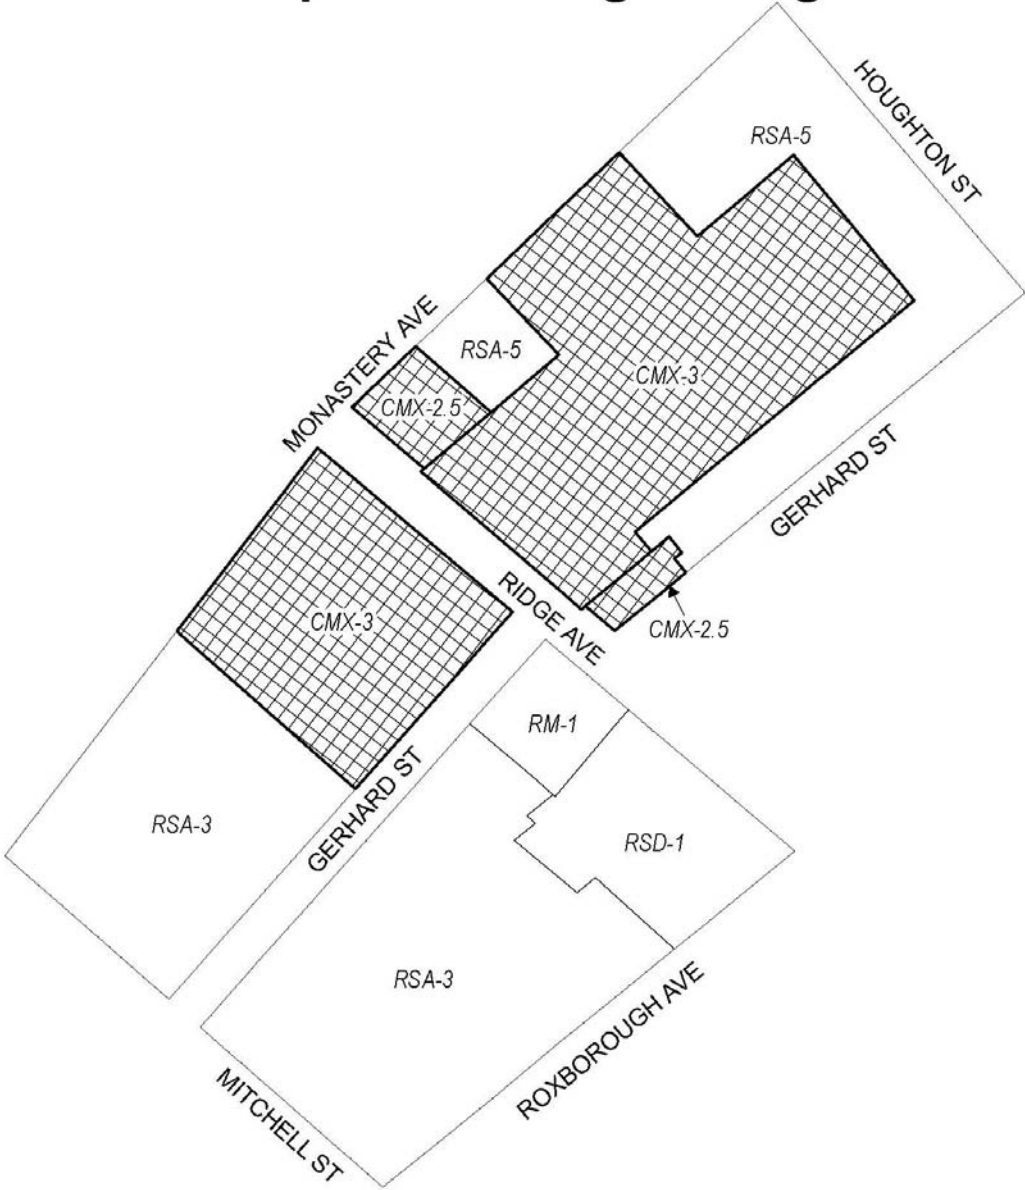 HOUGHTON ST
RSA-5
MONASTERY AVE
RSA-5
CMX-3
CMX-2.5
GERHARD ST
RIDGE AVE
CMX-3
CMX-2.5
RM-1
GERHARD ST
RSA-3
RSD-1
RSA-3
ROXBOROUGH AVE
MITCHELL ST